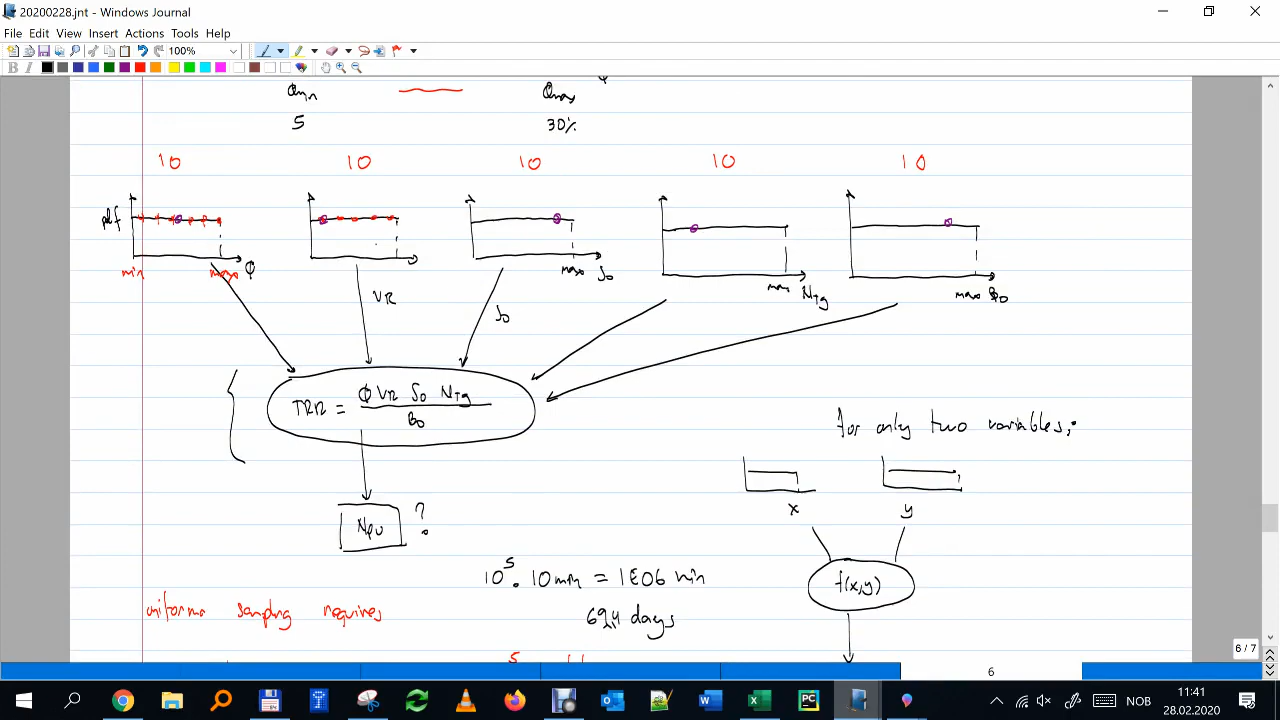 20200228.jnt - Windows Journal
File Edit View Insert Actions Tools Help
100%
B I
Qmin Qmax
5 30%
10 10 10 10 10
pdf
min max φ
VR
max So
So
max NTg
max Bo
TRR = φ VR So NTg
Bo
for only two variables,
x y
Npu ?
f(x,y)
10^5 . 10min = 1E06 min
uniform sampling requires
694 days
5
6 / 7
6
NOB
11:41
28.02.2020